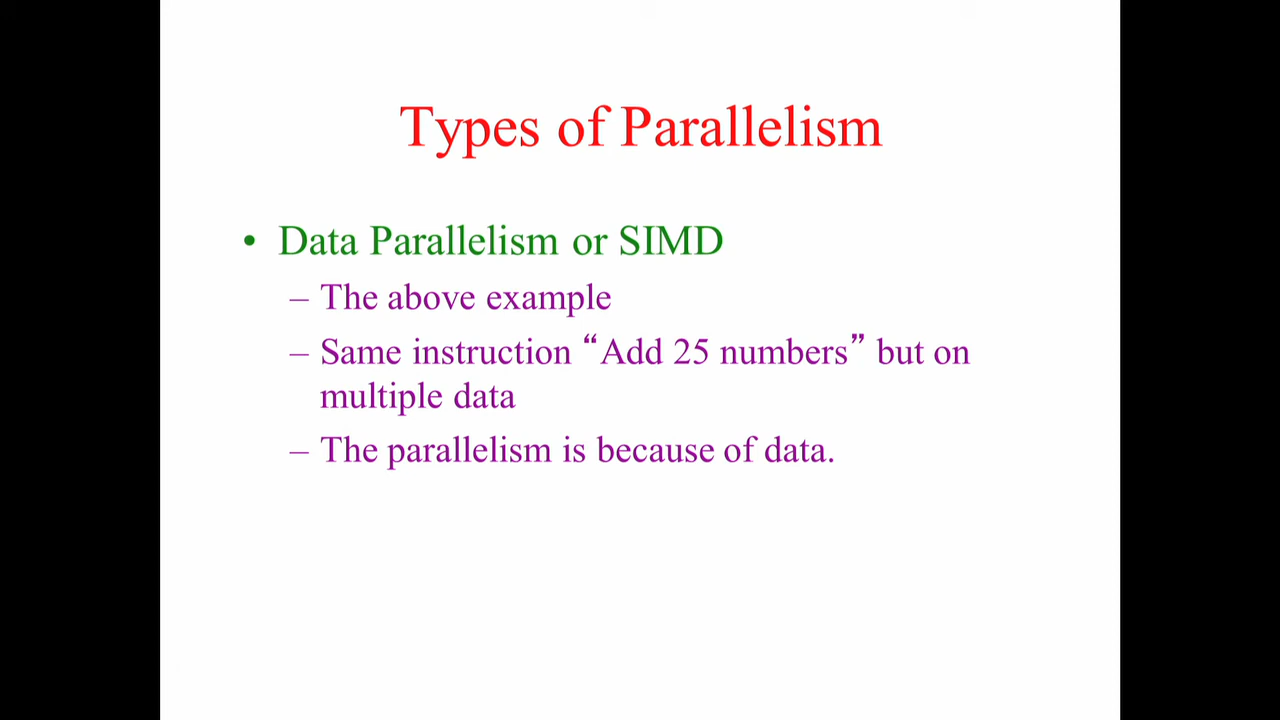 Types of Parallelism
• Data Parallelism or SIMD
– The above example
– Same instruction “Add 25 numbers” but on
multiple data
– The parallelism is because of data.